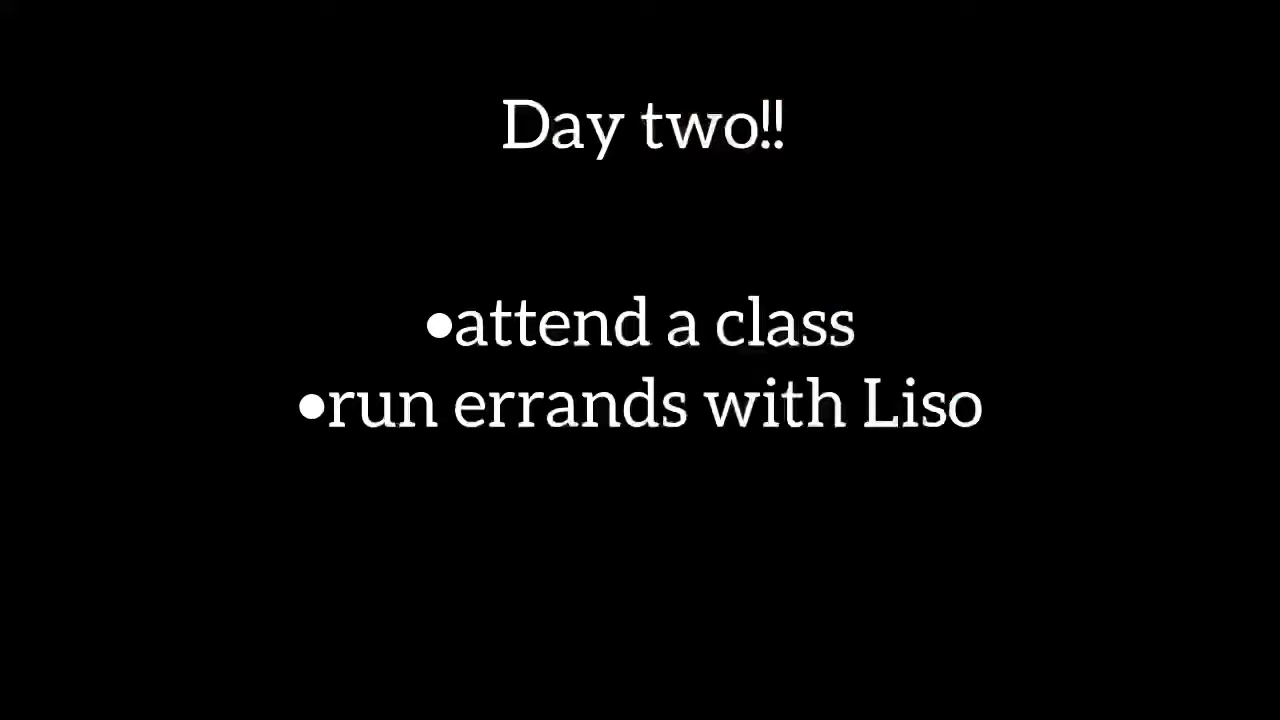 Day two!!
•attend a class
•run errands with Liso